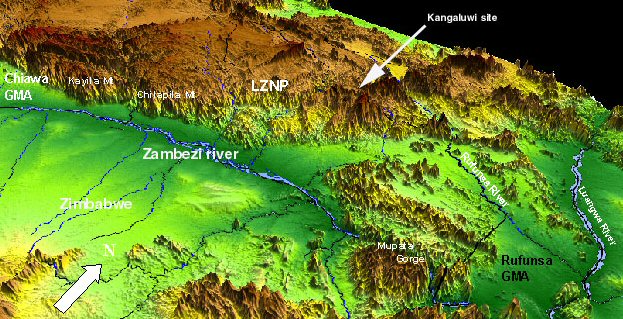 Kangaluwi site
Chiawa
GMA
Kayilla Mt
Chitapila Mt
LZNP
Zambezi river
Zimbabwe
N
Mupata
Gorge
Rufunsa River
Luangwa River
Rufunsa
GMA